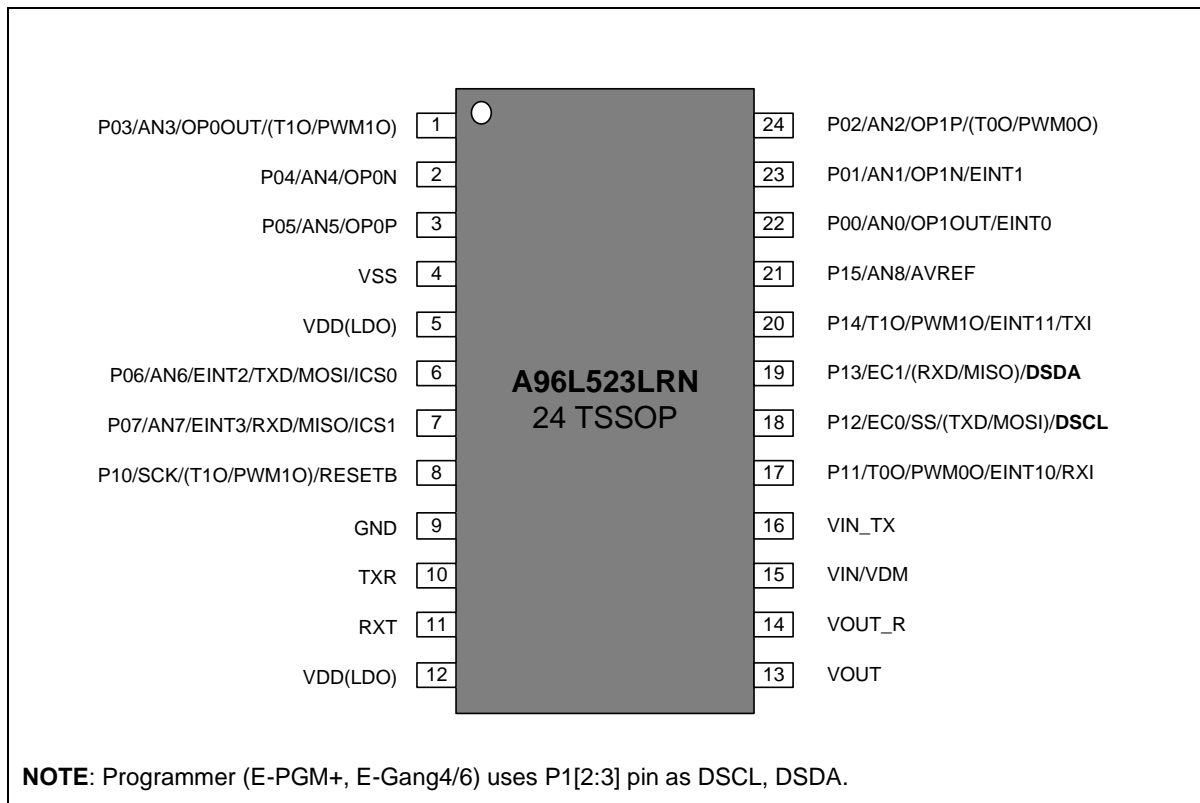 P03/AN3/OP0OUT/(T1O/PWM1O) 1
P04/AN4/OP0N 2
P05/AN5/OP0P 3
VSS 4
VDD(LDO) 5
P06/AN6/EINT2/TXD/MOSI/ICS0 6
P07/AN7/EINT3/RXD/MISO/ICS1 7
P10/SCK/(T1O/PWM1O)/RESETB 8
GND 9
TXR 10
RXT 11
VDD(LDO) 12
A96L523LRN
24 TSSOP
24 P02/AN2/OP1P/(T0O/PWM0O)
23 P01/AN1/OP1N/EINT1
22 P00/AN0/OP1OUT/EINT0
21 P15/AN8/AVREF
20 P14/T1O/PWM1O/EINT11/TXI
19 P13/EC1/(RXD/MISO)/DSDA
18 P12/EC0/SS/(TXD/MOSI)/DSCL
17 P11/T0O/PWM0O/EINT10/RXI
16 VIN_TX
15 VIN/VDM
14 VOUT_R
13 VOUT
NOTE: Programmer (E-PGM+, E-Gang4/6) uses P1[2:3] pin as DSCL, DSDA.